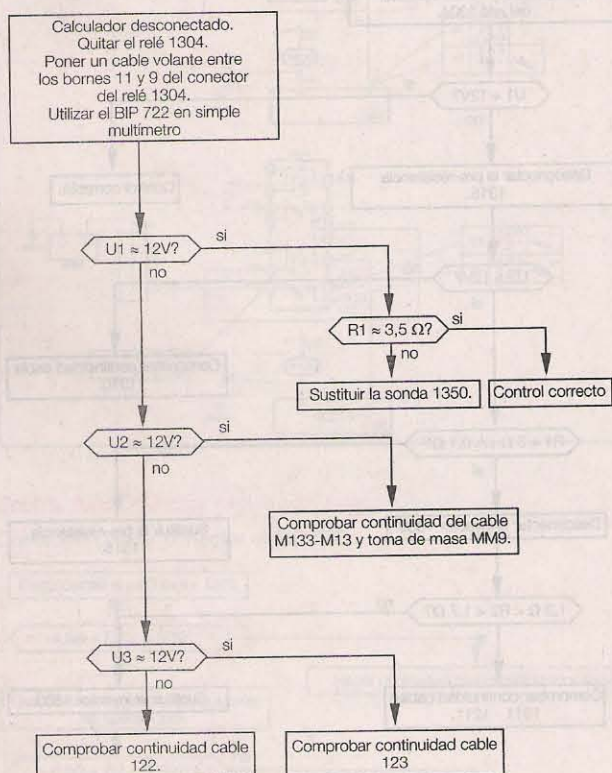 Calculador desconectado.
Quitar el relé 1304.
Poner un cable volante entre
los bornes 11 y 9 del conector
del relé 1304.
Utilizar el BIP 722 en simple
multímetro
U1 ≈ 12V?
si
no
R1 ≈ 3,5 Ω?
si
no
Sustituir la sonda 1350.
Control correcto
U2 ≈ 12V?
si
no
Comprobar continuidad del cable
M133-M13 y toma de masa MM9.
U3 ≈ 12V?
si
no
Comprobar continuidad cable
122.
Comprobar continuidad cable
123